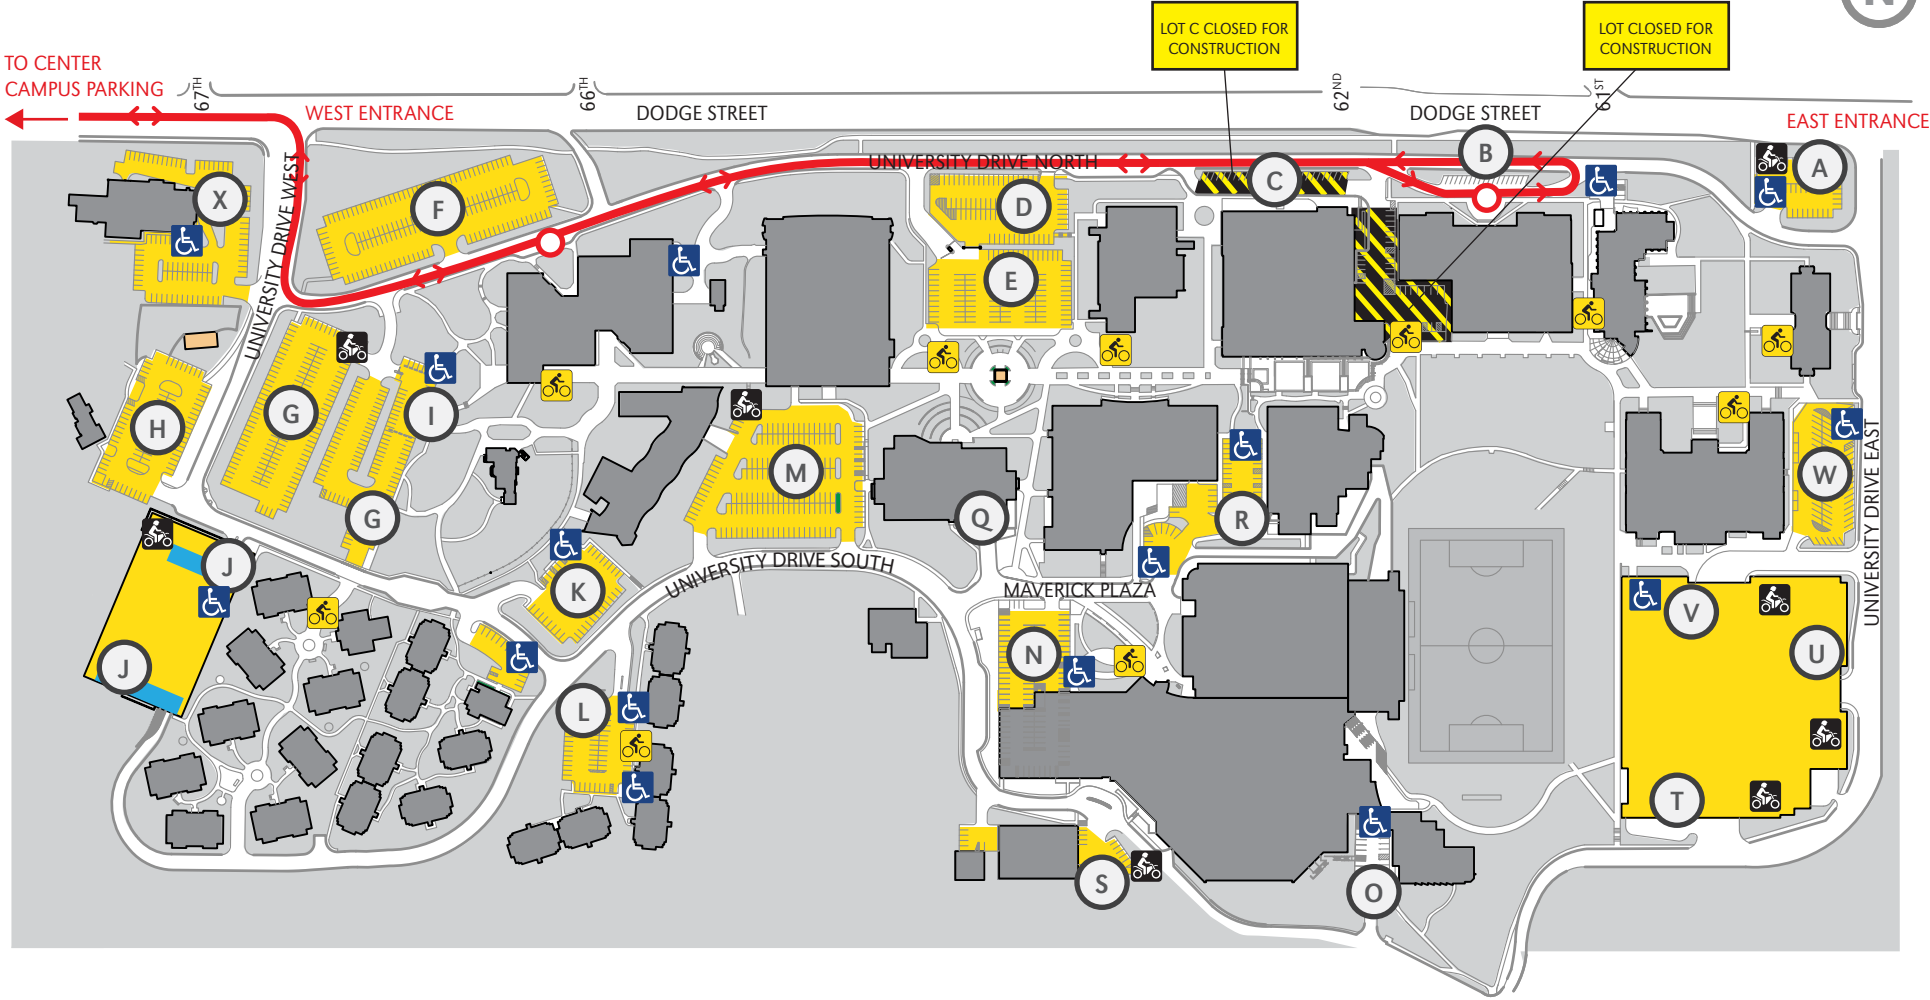 N
LOT C CLOSED FOR
CONSTRUCTION
LOT CLOSED FOR
CONSTRUCTION
TO CENTER
CAMPUS PARKING
67TH
66TH
62ND
61ST
WEST ENTRANCE
DODGE STREET
DODGE STREET
EAST ENTRANCE
UNIVERSITY DRIVE NORTH
UNIVERSITY DRIVE WEST
B
A
C
X
F
D
E
G
I
H
M
W
UNIVERSITY DRIVE EAST
G
Q
R
J
UNIVERSITY DRIVE SOUTH
K
MAVERICK PLAZA
V
U
N
J
L
T
S
O